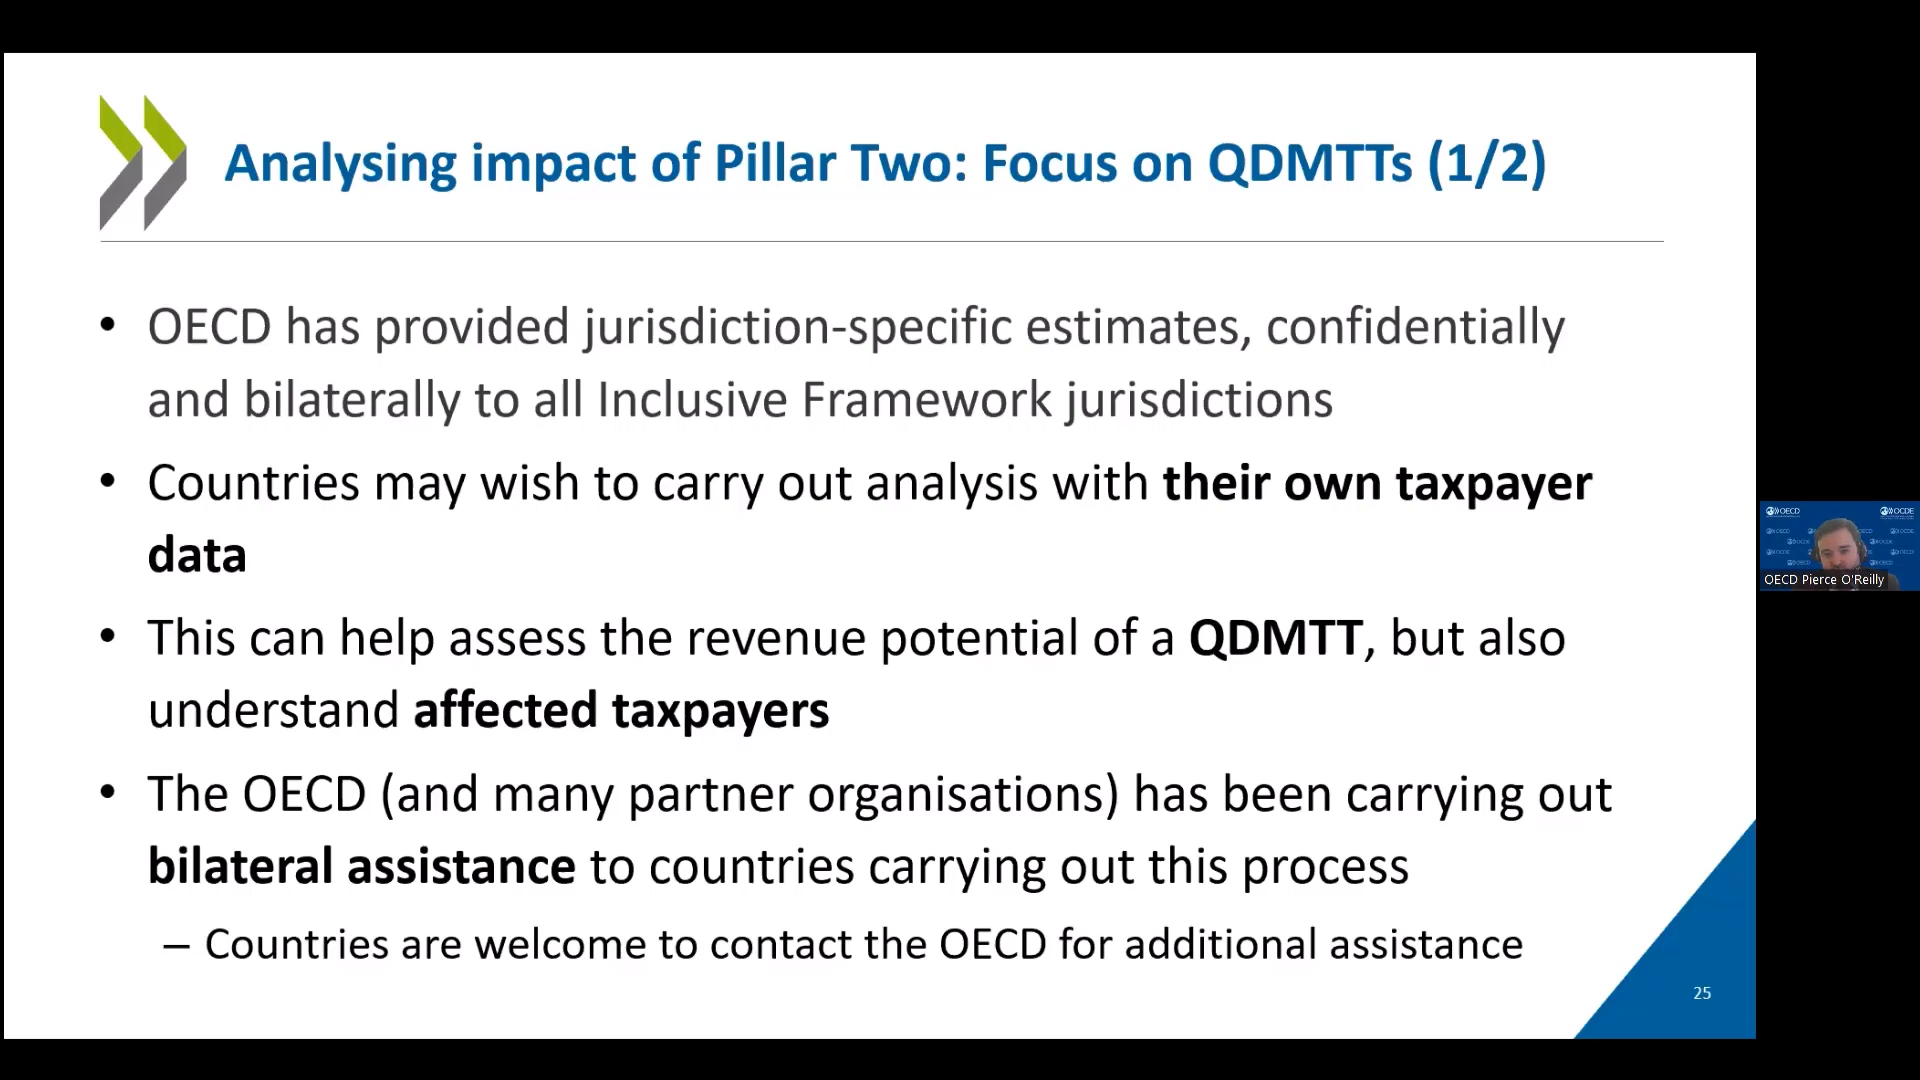 Analysing impact of Pillar Two: Focus on QDMTTs (1/2)
• OECD has provided jurisdiction-specific estimates, confidentially
and bilaterally to all Inclusive Framework jurisdictions
• Countries may wish to carry out analysis with their own taxpayer
data
• This can help assess the revenue potential of a QDMTT, but also
understand affected taxpayers
• The OECD (and many partner organisations) has been carrying out
bilateral assistance to countries carrying out this process
– Countries are welcome to contact the OECD for additional assistance
25
OECD
OCDE
OECD Pierce O'Reilly